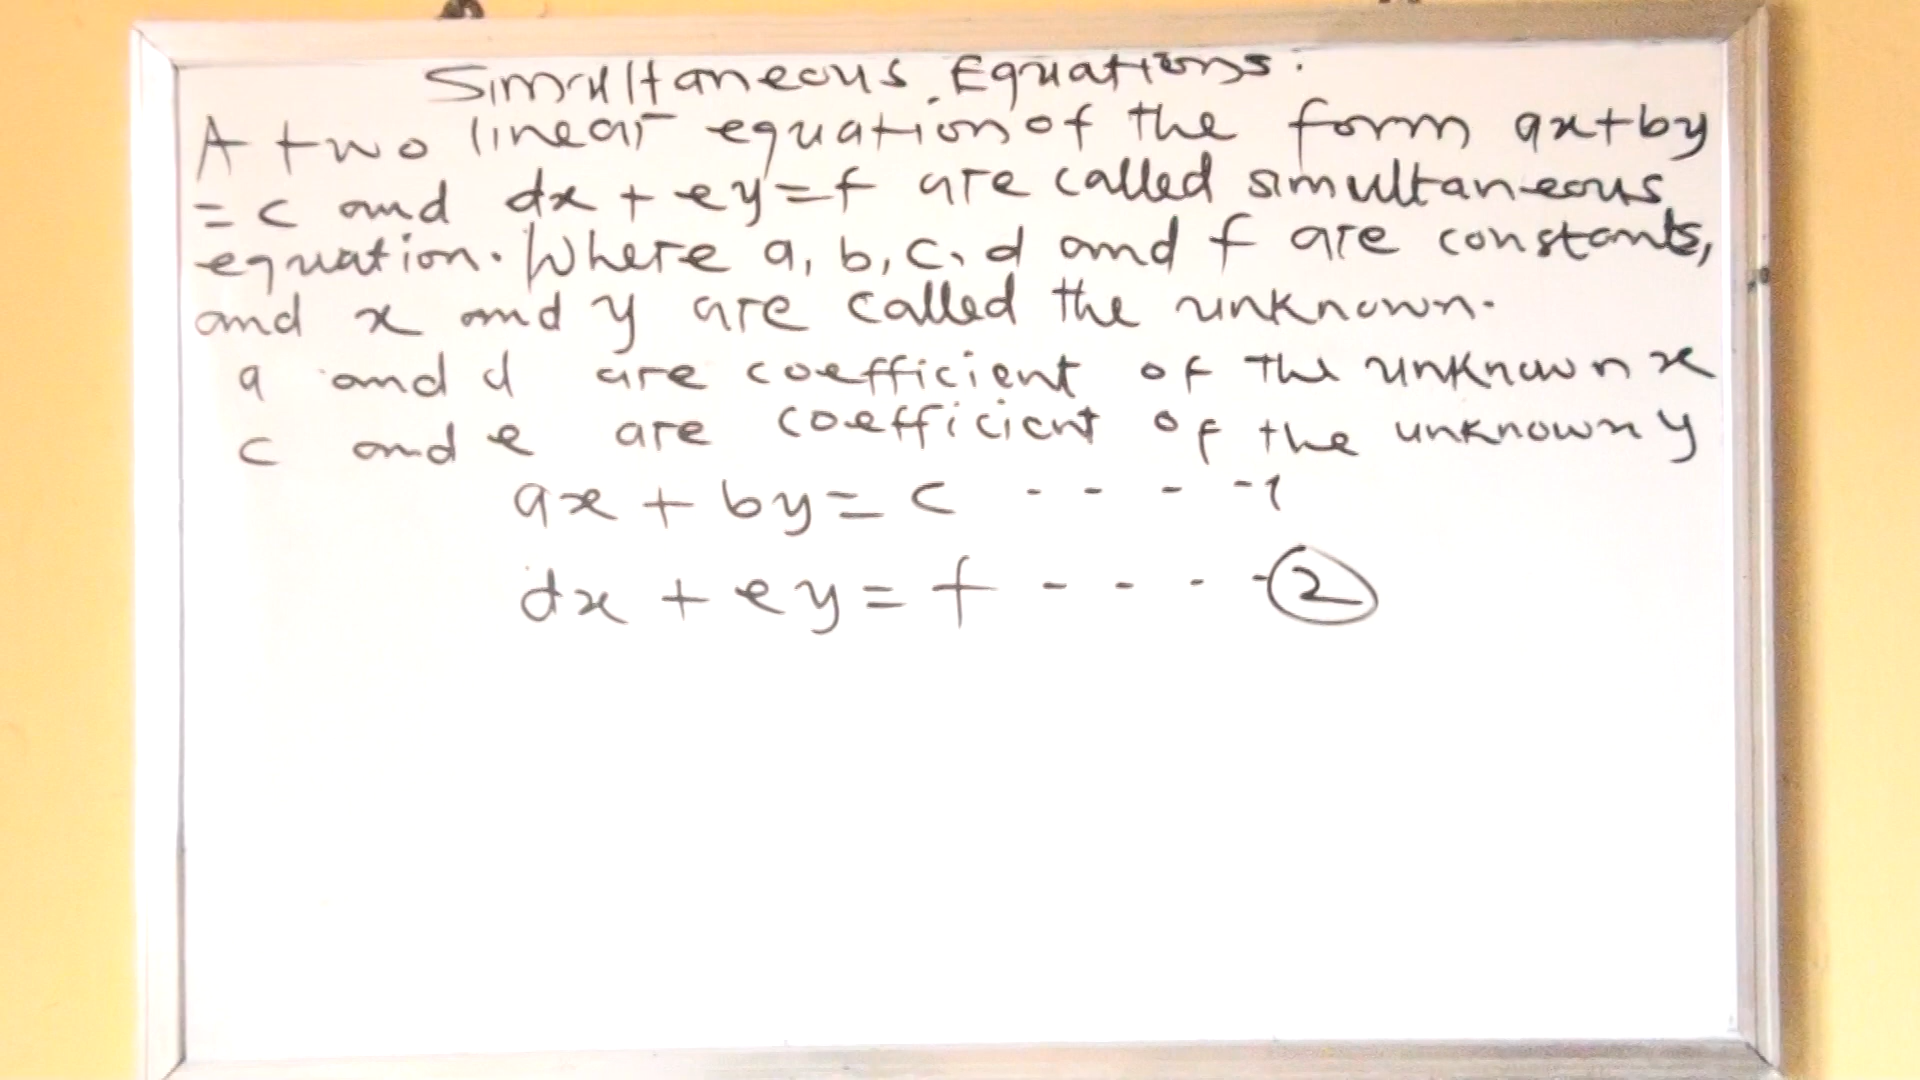 Simultaneous Equations.
A two linear equation of the form ax+by
= c and dx + ey = f are called simultaneous
equation. Where a, b, c, d and f are constants,
and x and y are called the unknown.
a and d are coefficient of the unknown x
c and e are coefficient of the unknown y
ax + by = c - - - - 1
dx + ey = f - - - - 2